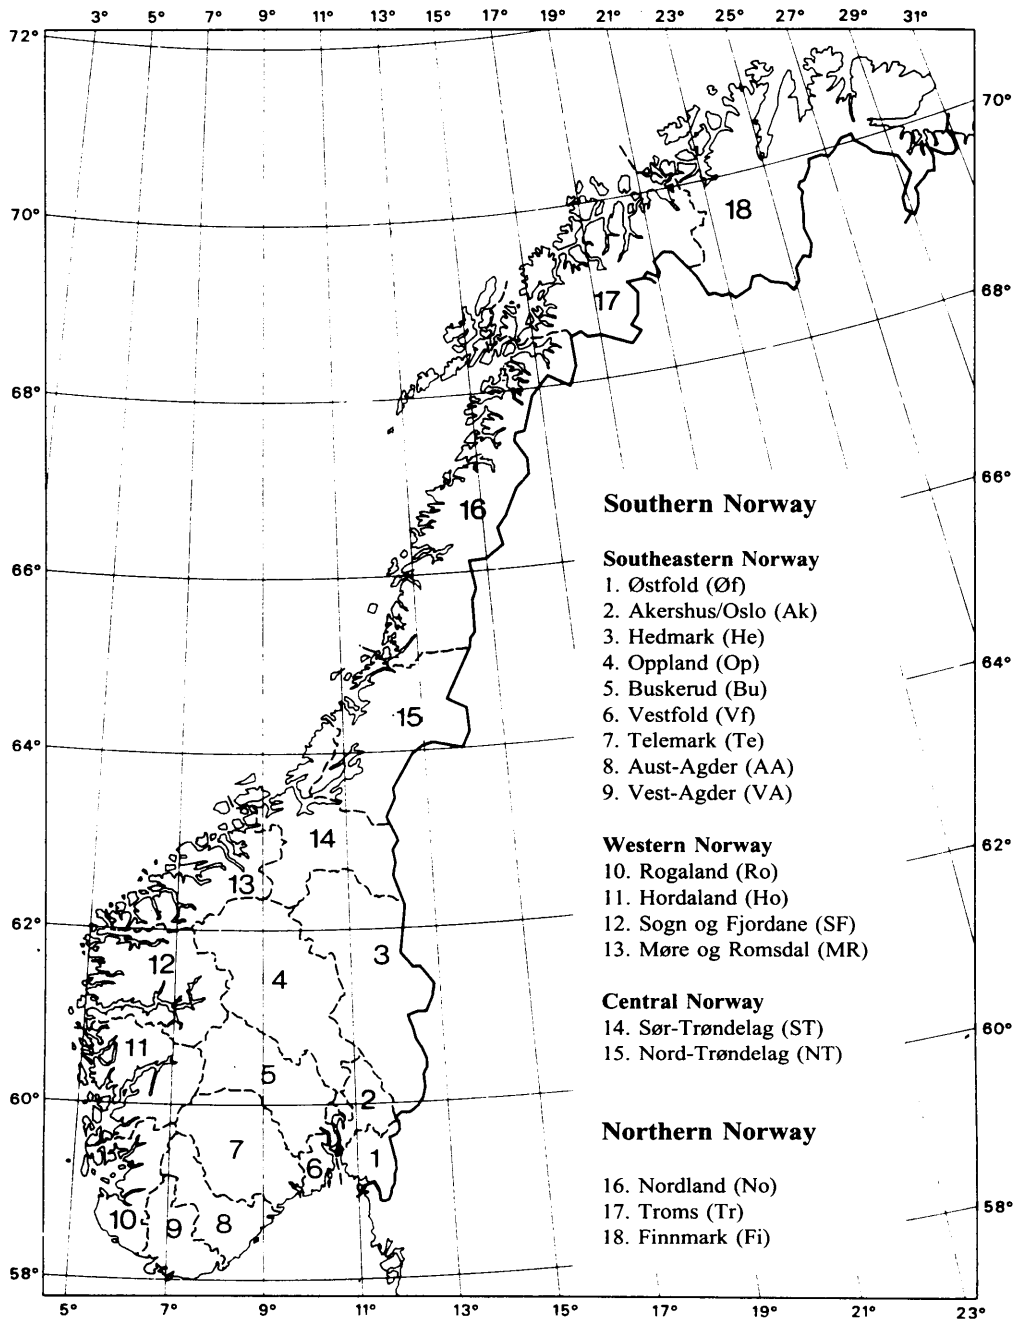 3° 5° 7° 9° 11° 13° 15° 17° 19° 21° 23° 25° 27° 29° 31°
72°
70°
70°
18
68°
17
68°
66°
16
Southern Norway
Southeastern Norway
66°
1. Østfold (Øf)
2. Akershus/Oslo (Ak)
3. Hedmark (He)
4. Oppland (Op)
64°
5. Buskerud (Bu)
15
6. Vestfold (Vf)
64°
7. Telemark (Te)
8. Aust-Agder (AA)
9. Vest-Agder (VA)
14
Western Norway
62°
13
10. Rogaland (Ro)
11. Hordaland (Ho)
62°
12. Sogn og Fjordane (SF)
3
13. Møre og Romsdal (MR)
12
4
Central Norway
14. Sør-Trøndelag (ST)
60°
11
15. Nord-Trøndelag (NT)
5
60°
2
Northern Norway
7
1
6
16. Nordland (No)
58°
10
9
8
17. Troms (Tr)
18. Finnmark (Fi)
58°
5° 7° 9° 11° 13° 15° 17° 19° 21° 23°